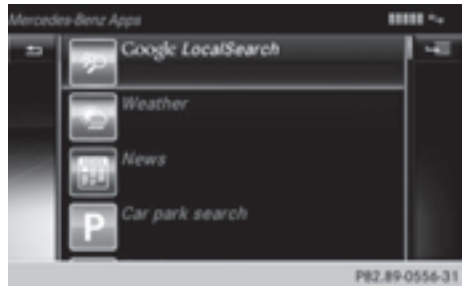 Mercedes-Benz Apps
Google LocalSearch
Weather
News
Car park search
P
P82.89-0556-31